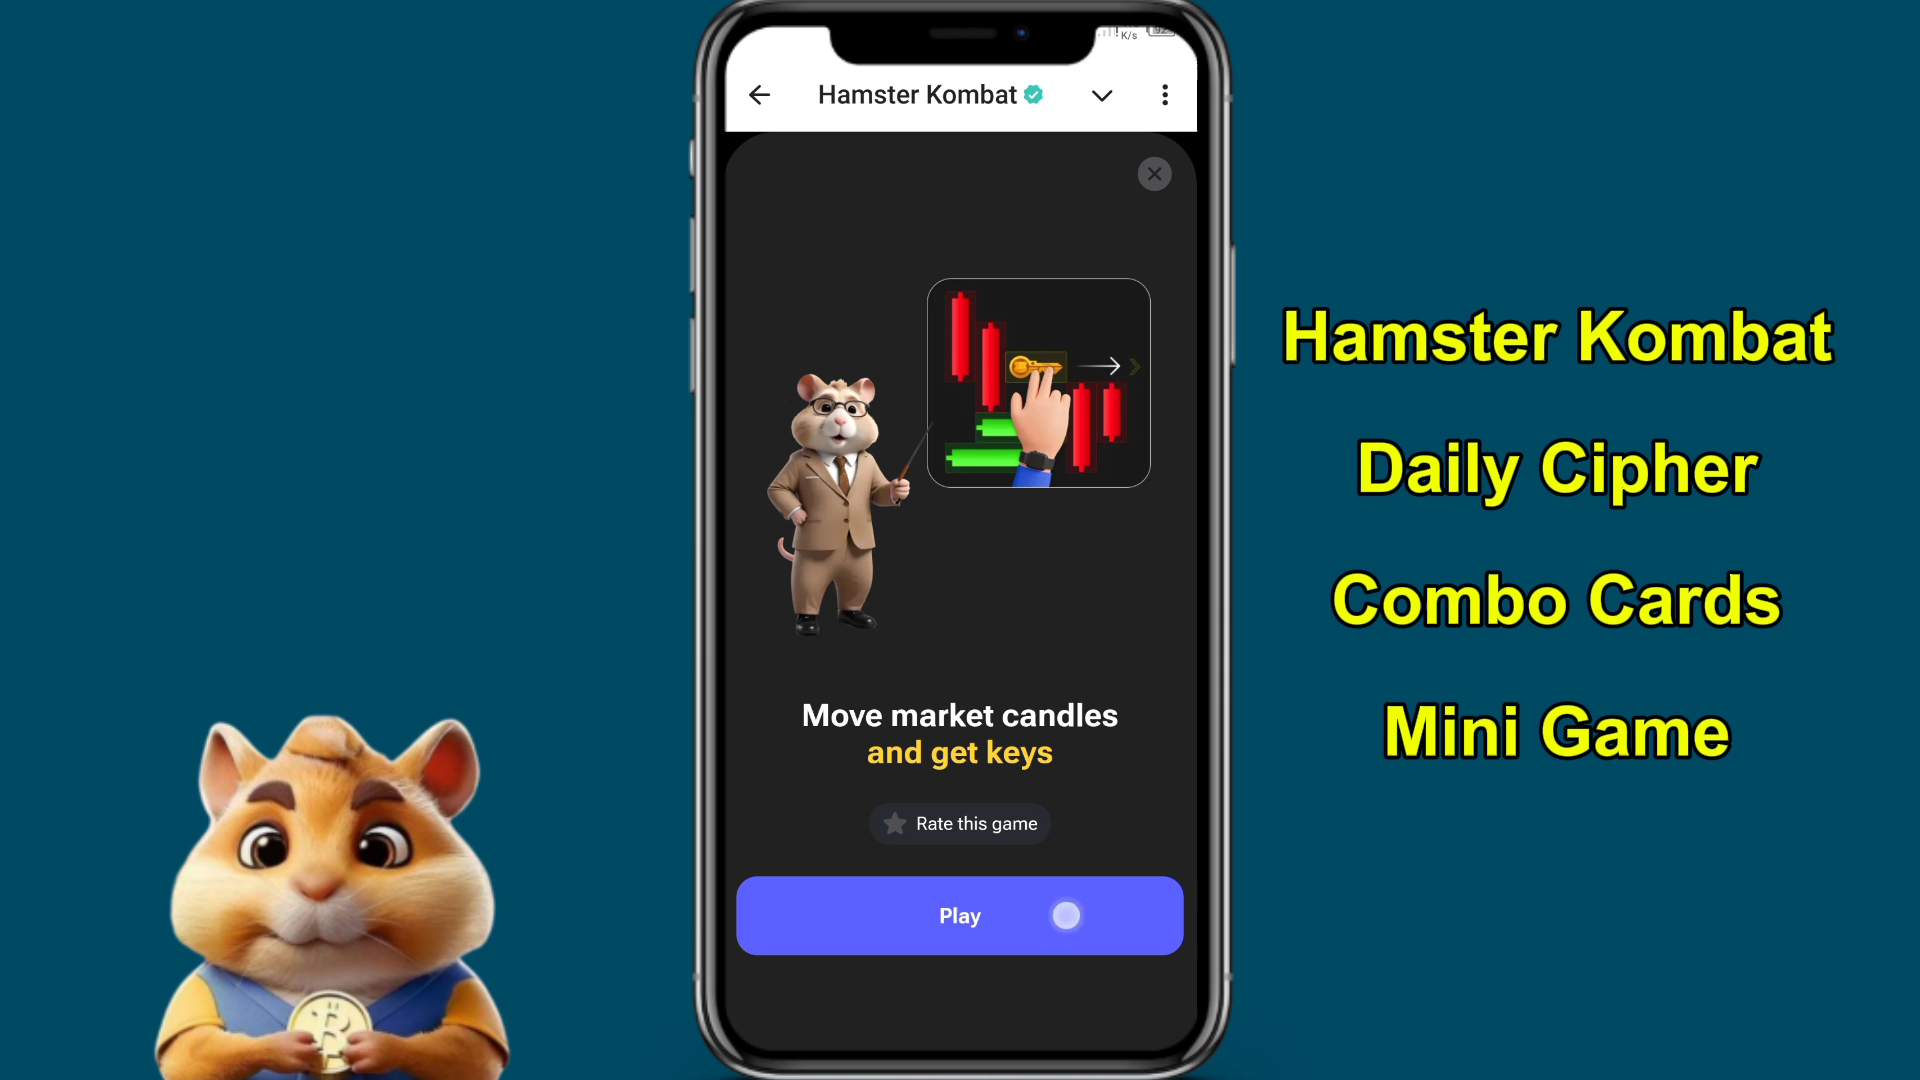 K/s
Hamster Kombat
Move market candles
and get keys
Rate this game
Play
Hamster Kombat
Daily Cipher
Combo Cards
Mini Game